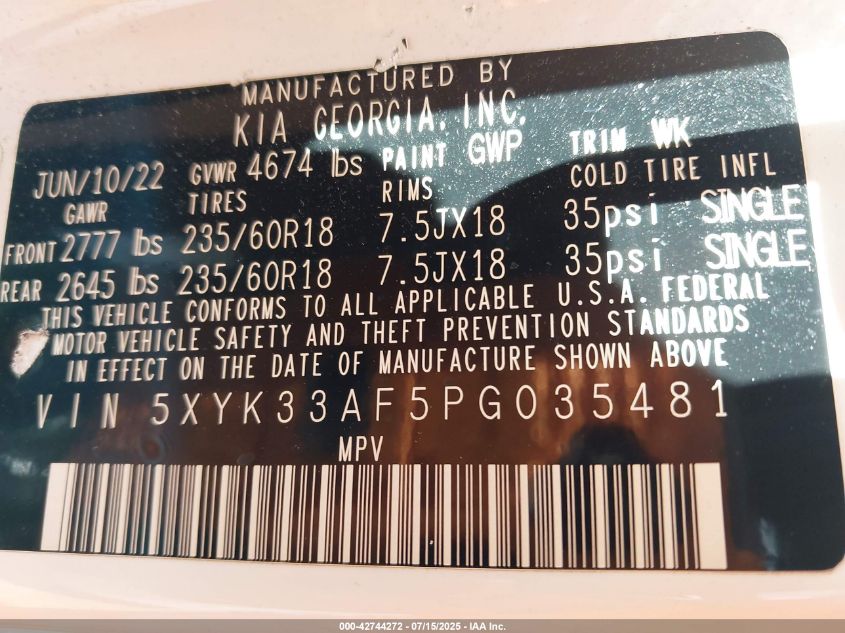 MANUFACTURED BY
KIA GEORGIA, INC.
JUN/10/22 GVWR 4674 lbs PAINT GWP TRIM WK
GAWR TIRES RIMS COLD TIRE INFL
FRONT 2777 lbs 235/60R18 7.5JX18 35psi SINGLE
REAR 2645 lbs 235/60R18 7.5JX18 35psi SINGLE
THIS VEHICLE CONFORMS TO ALL APPLICABLE U.S.A. FEDERAL
MOTOR VEHICLE SAFETY AND THEFT PREVENTION STANDARDS
IN EFFECT ON THE DATE OF MANUFACTURE SHOWN ABOVE
VIN 5XYK33AF5PG035481
MPV
000-42744272 - 07/15/2025 - IAA Inc.